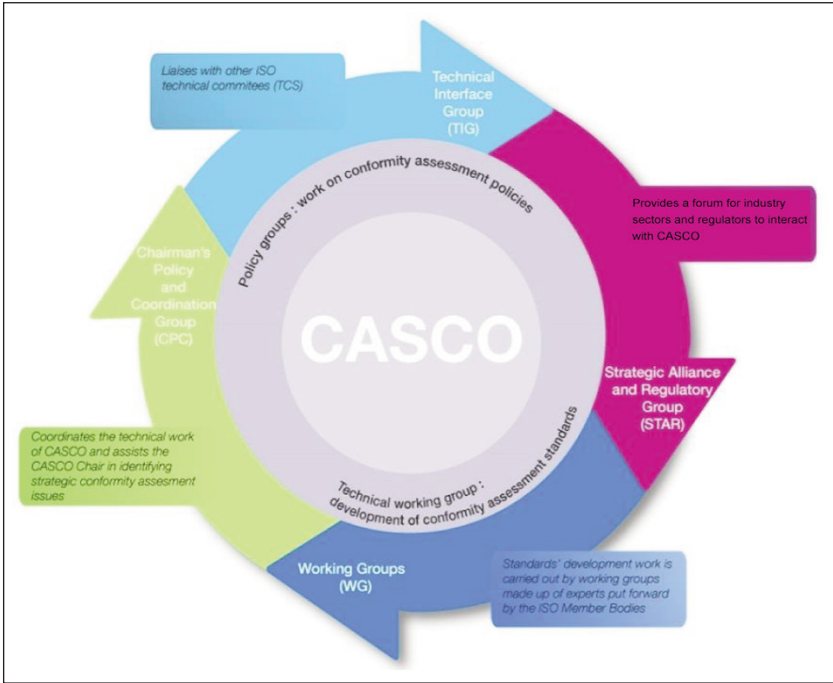 Liaises with other ISO
technical commitees (TCS)
Technical
Interface
Group
(TIG)
Policy groups : work on conformity assessment policies
Provides a forum for industry
sectors and regulators to interact
with CASCO
Chairman's
Policy
and
Coordination
Group
(CPC)
CASCO
Strategic Alliance
and Regulatory
Group
(STAR)
Coordinates the technical work
of CASCO and assists the
CASCO Chair in identifying
strategic conformity assesment
issues
Technical working group :
development of conformity assessment standards
Working Groups
(WG)
Standards' development work is
carried out by working groups
made up of experts put forward
by the ISO Member Bodies